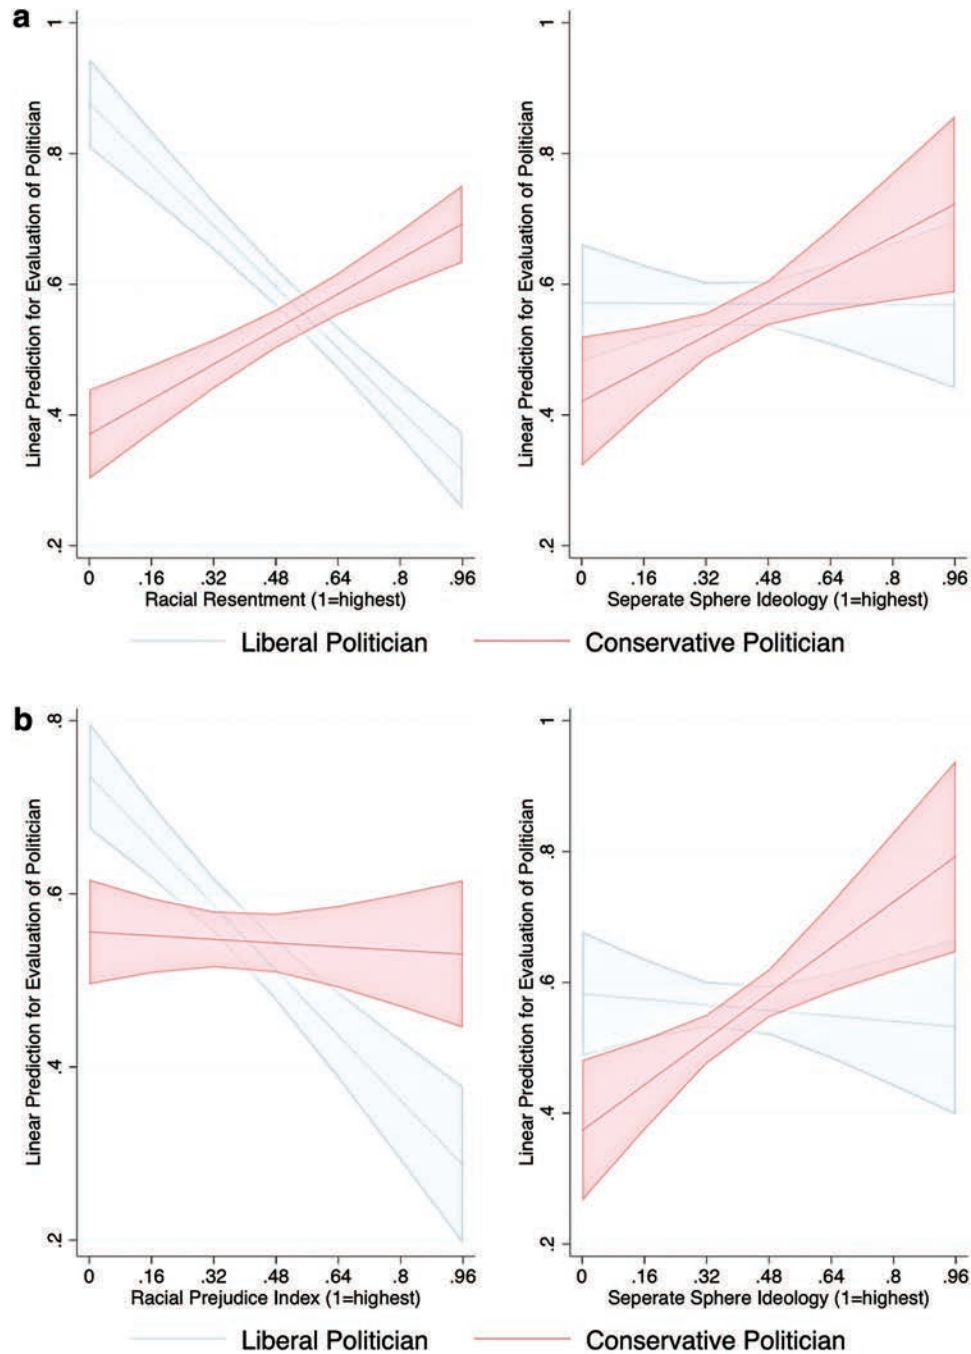 a
Linear Prediction for Evaluation of Politician
1
.8
.6
.4
.2
0 .16 .32 .48 .64 .8 .96
Racial Resentment (1=highest)
Linear Prediction for Evaluation of Politician
1
.8
.6
.4
.2
0 .16 .32 .48 .64 .8 .96
Seperate Sphere Ideology (1=highest)
Liberal Politician Conservative Politician
b
Linear Prediction for Evaluation of Politician
.8
.6
.4
.2
0 .16 .32 .48 .64 .8 .96
Racial Prejudice Index (1=highest)
Linear Prediction for Evaluation of Politician
1
.8
.6
.4
.2
0 .16 .32 .48 .64 .8 .96
Seperate Sphere Ideology (1=highest)
Liberal Politician Conservative Politician